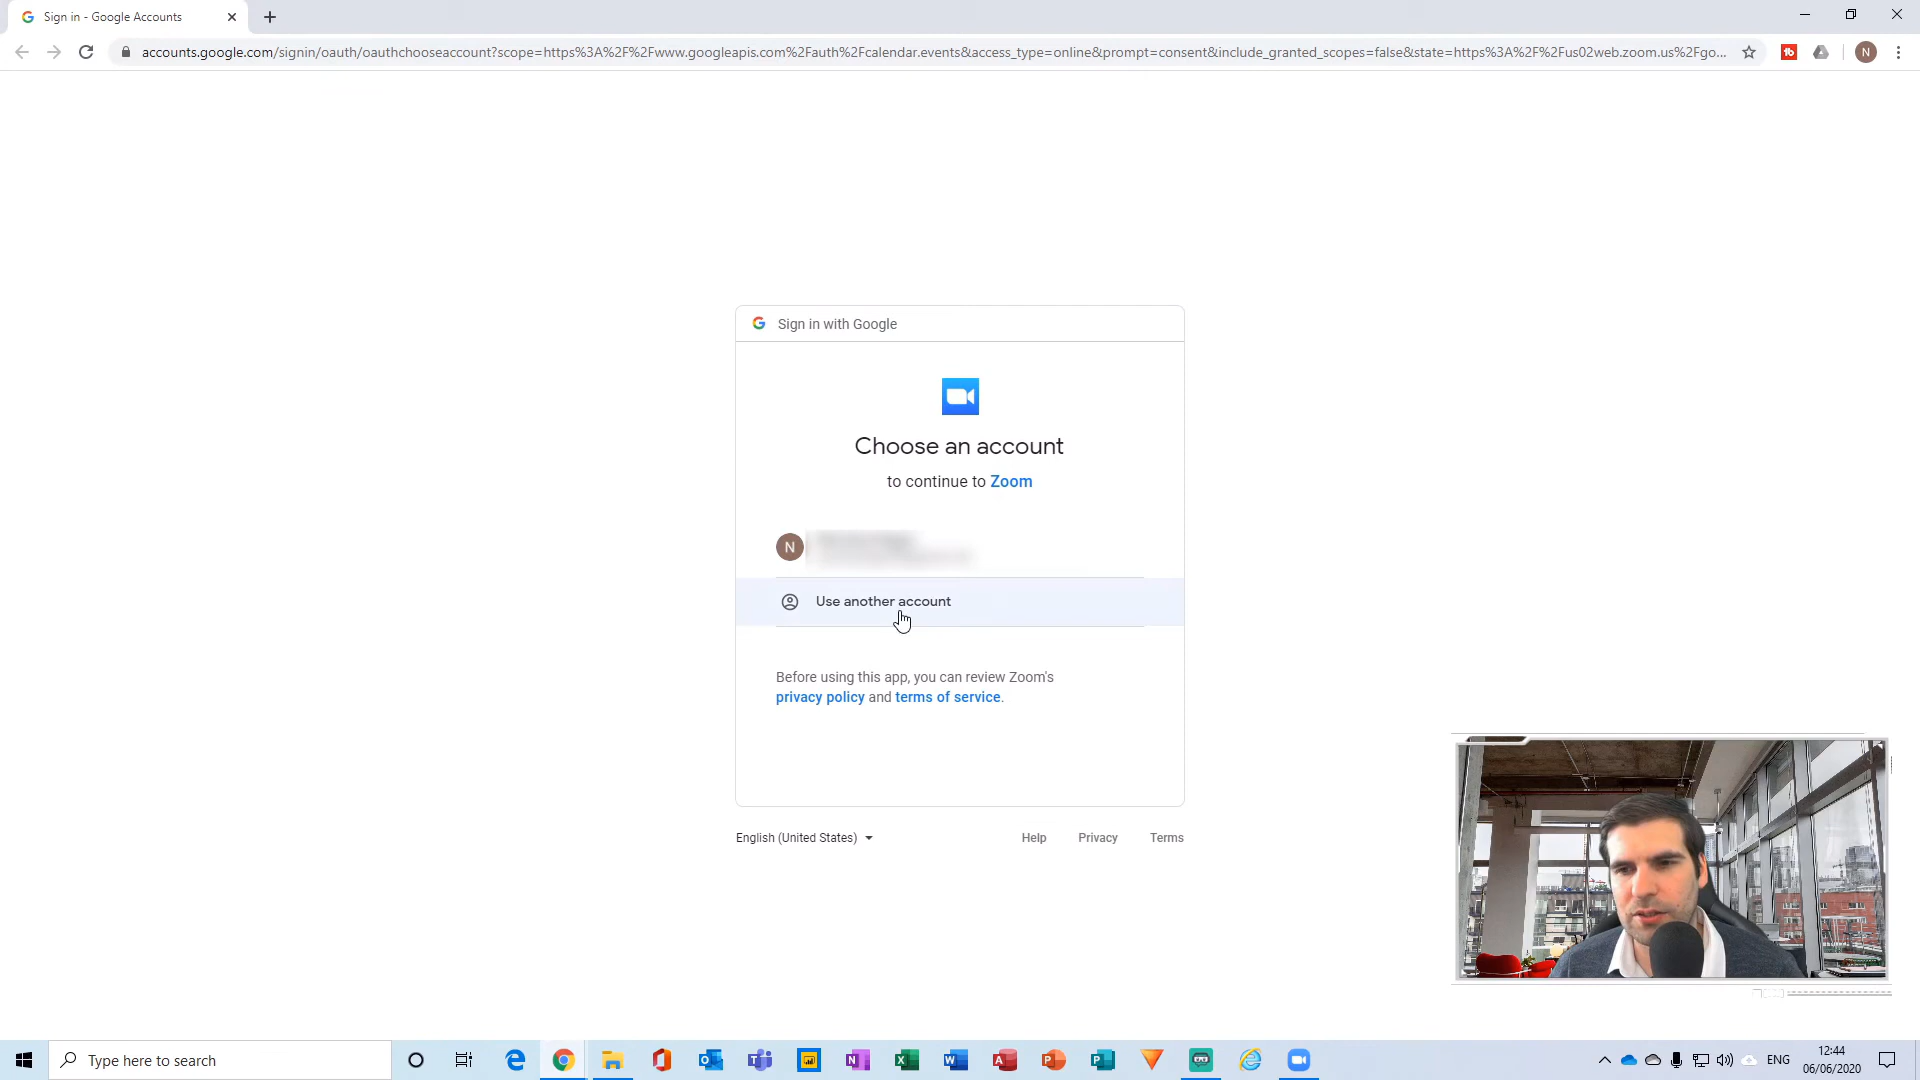 Sign in - Google Accounts
accounts.google.com/signin/oauth/oauthchooseaccount?scope=https%3A%2F%2Fwww.googleapis.com%2Fauth%2Fcalendar.events&access_type=online&prompt=consent&include_granted_scopes=false&state=https%3A%2F%2Fus02web.zoom.us%2Fgo...
N
Sign in with Google
Choose an account
to continue to Zoom
N
Use another account
Before using this app, you can review Zoom's
privacy policy and terms of service.
English (United States)
Help
Privacy
Terms
Type here to search
ENG
12:44
06/06/2020